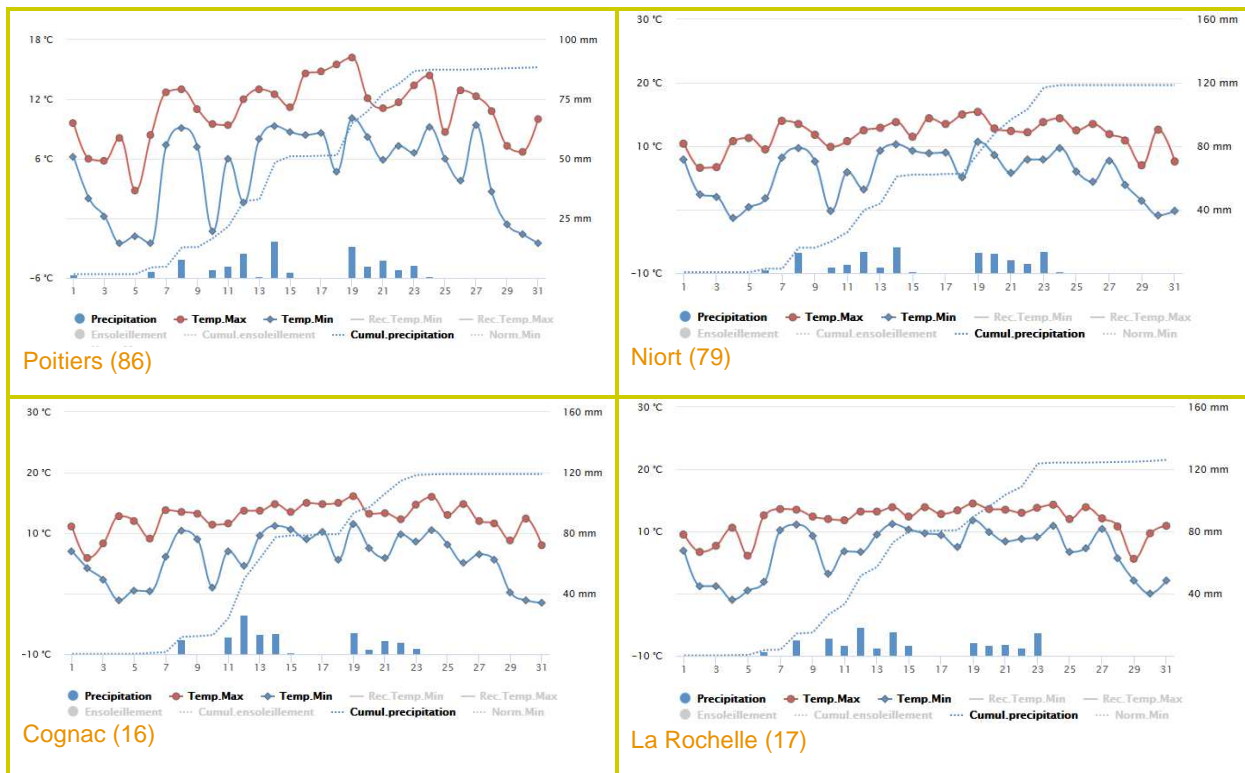 18 °C
100 mm
12 °C
75 mm
6 °C
50 mm
25 mm
−6 °C
1 3 5 7 9 11 13 15 17 19 21 23 25 27 29 31
Precipitation Temp.Max Temp.Min Rec.Temp.Min Rec.Temp.Max
Ensoleillement Cumul.ensoleillement Cumul.precipitation Norm.Min
Poitiers (86)
30 °C
160 mm
20 °C
120 mm
10 °C
80 mm
40 mm
−10 °C
1 3 5 7 9 11 13 15 17 19 21 23 25 27 29 31
Precipitation Temp.Max Temp.Min Rec.Temp.Min Rec.Temp.Max
Ensoleillement Cumul.ensoleillement Cumul.precipitation Norm.Min
Niort (79)
30 °C
160 mm
20 °C
120 mm
10 °C
80 mm
40 mm
−10 °C
1 3 5 7 9 11 13 15 17 19 21 23 25 27 29 31
Precipitation Temp.Max Temp.Min Rec.Temp.Min Rec.Temp.Max
Ensoleillement Cumul.ensoleillement Cumul.precipitation Norm.Min
Cognac (16)
30 °C
160 mm
20 °C
120 mm
10 °C
80 mm
40 mm
−10 °C
1 3 5 7 9 11 13 15 17 19 21 23 25 27 29 31
Precipitation Temp.Max Temp.Min Rec.Temp.Min Rec.Temp.Max
Ensoleillement Cumul.ensoleillement Cumul.precipitation Norm.Min
La Rochelle (17)